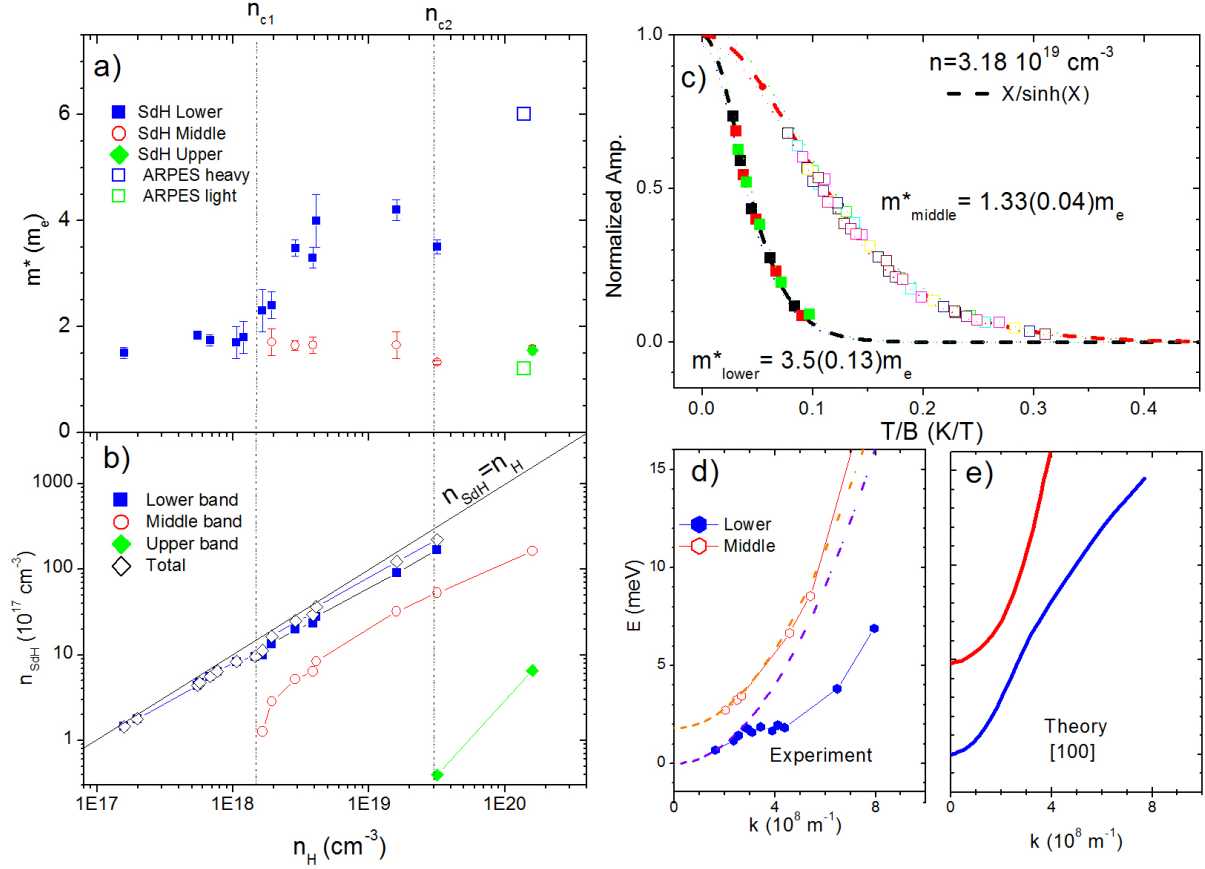 n_c1
n_c2
a)
SdH Lower
SdH Middle
SdH Upper
ARPES heavy
ARPES light
m* (m_e)
8
6
4
2
0
b)
Lower band
Middle band
Upper band
Total
n_SdH=n_H
n_SdH (10^17 cm^-3)
1000
100
10
1
1E17
1E18
1E19
1E20
n_H (cm^-3)
c)
n=3.18 10^19 cm^-3
X/sinh(X)
m*_middle= 1.33(0.04)m_e
m*_lower= 3.5(0.13)m_e
Normalized Amp.
1.0
0.5
0.0
0.0
0.1
0.2
0.3
0.4
T/B (K/T)
d)
Lower
Middle
Experiment
E (meV)
15
10
5
0
0
2
4
6
8
k (10^8 m^-1)
e)
Theory
[100]
0
4
8
k (10^8 m^-1)